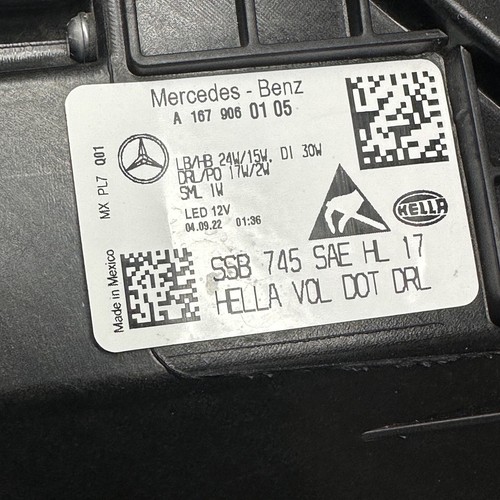 Mercedes - Benz
A 167 906 01 05
MX PL7 Q01
LB/HB 24W/15W, DI 30W
DRL/PO 17W/2W
SML 1W
LED 12V
04.09.22 01:36
HELLA
Made in Mexico
SSB 745 SAE HL 17
HELLA VOL DOT DRL